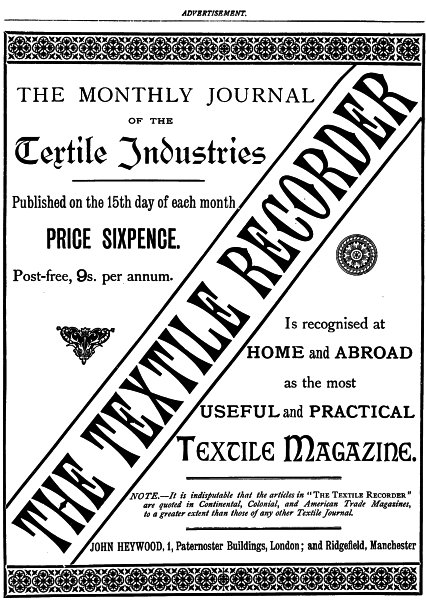 ADVERTISEMENT.
THE MONTHLY JOURNAL
OF THE
Textile Industries
Published on the 15th day of each month.
PRICE SIXPENCE.
Post-free, 9s. per annum.
THE TEXTILE RECORDER
Is recognised at
HOME and ABROAD
as the most
USEFUL and PRACTICAL
TEXTILE MAGAZINE.
NOTE.—It is indisputable that the articles in "THE TEXTILE RECORDER"
are quoted in Continental, Colonial, and American Trade Magazines,
to a greater extent than those of any other Textile Journal.
JOHN HEYWOOD, 1, Paternoster Buildings, London; and Ridgefield, Manchester